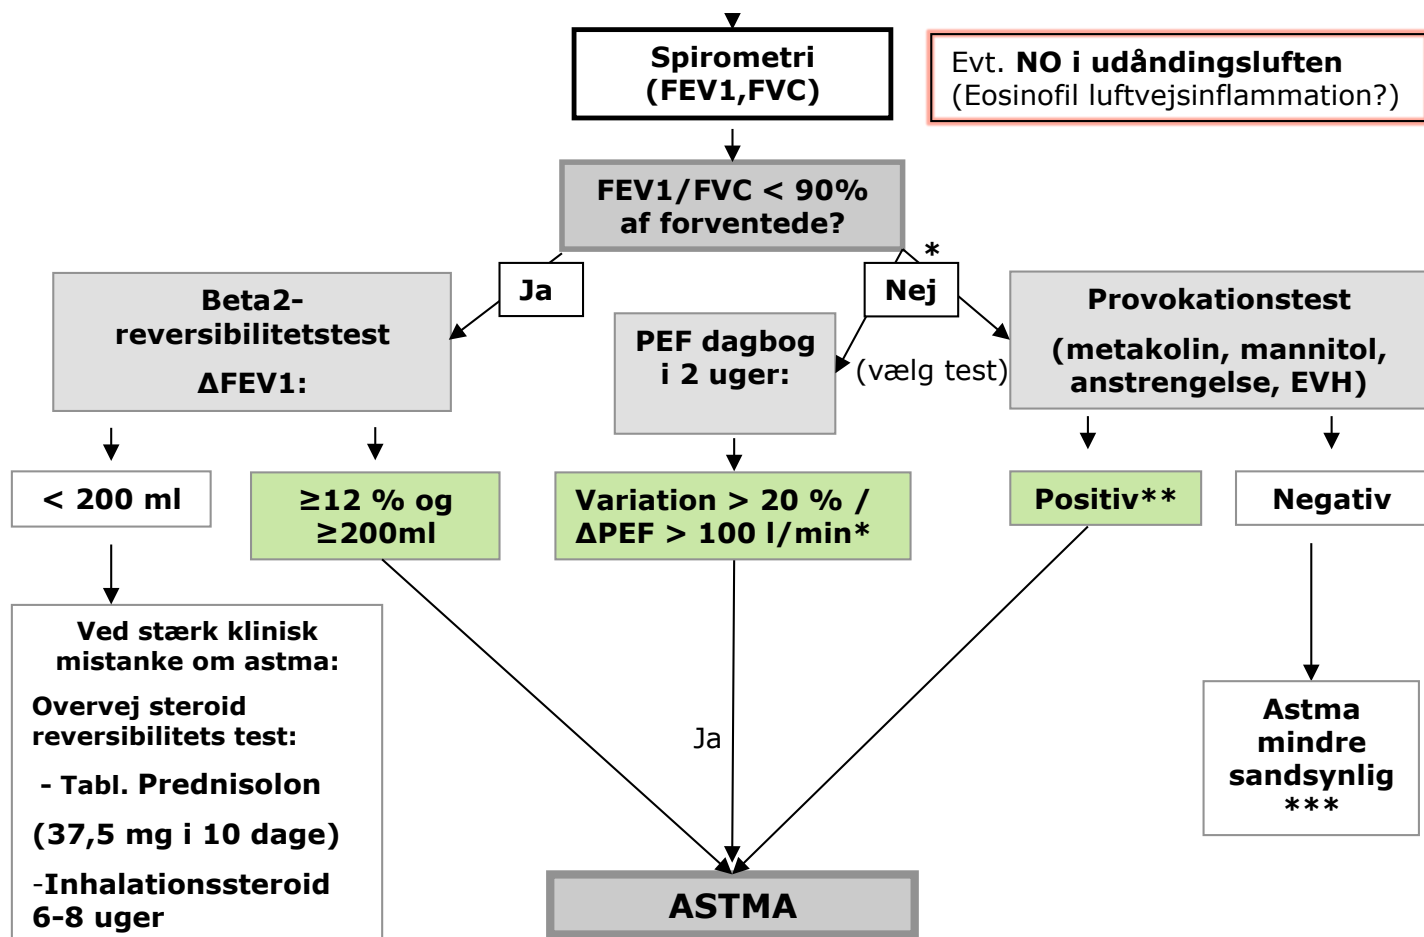 Spirometri
(FEV1,FVC)
Evt. NO i udåndingsluften
(Eosinofil luftvejsinflammation?)
FEV1/FVC < 90%
af forventede?
*
Ja
Nej
Beta2-
reversibilitetstest
ΔFEV1:
PEF dagbog
i 2 uger:
(vælg test)
Provokationstest
(metakolin, mannitol,
anstrengelse, EVH)
< 200 ml
≥12 % og
≥200ml
Variation > 20 % /
ΔPEF > 100 l/min*
Positiv**
Negativ
Ved stærk klinisk
mistanke om astma:
Overvej steroid
reversibilitets test:
- Tabl. Prednisolon
(37,5 mg i 10 dage)
-Inhalationssteroid
6-8 uger
Ja
Astma
mindre
sandsynlig
***
ASTMA